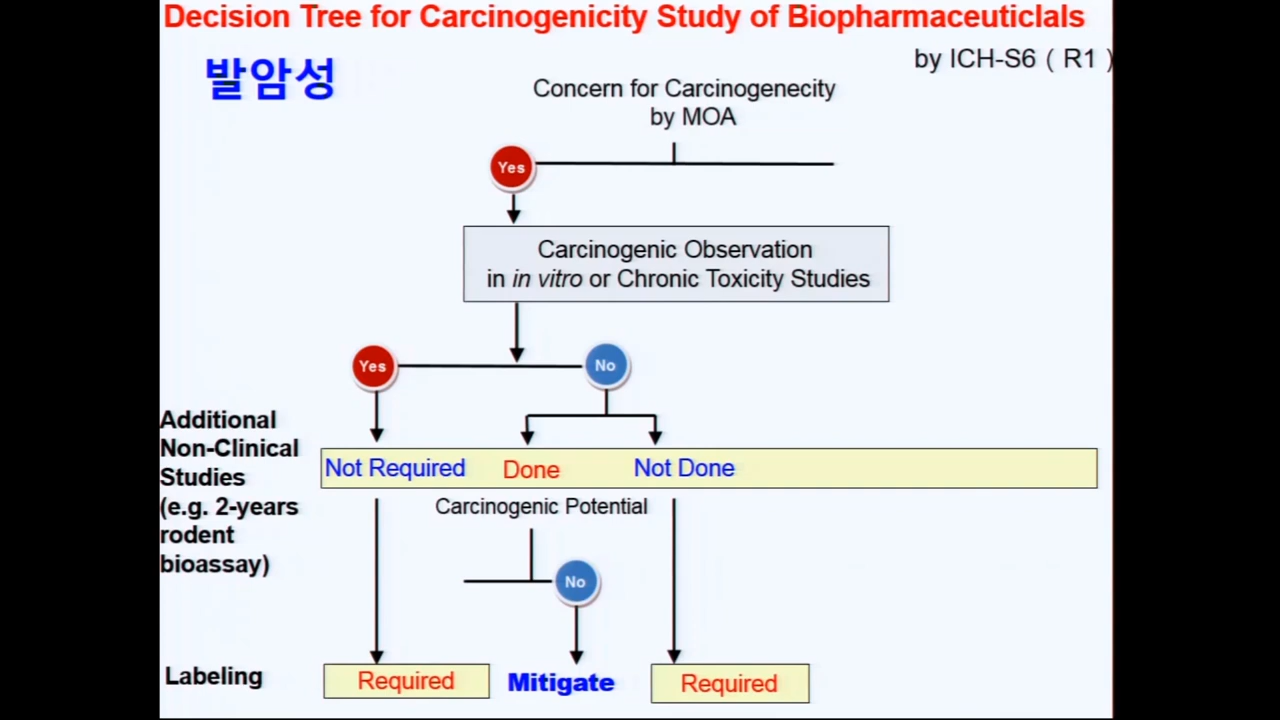 Decision Tree for Carcinogenicity Study of Biopharmaceuticlals
by ICH-S6 ( R1 )
발암성
Concern for Carcinogenecity
by MOA
Yes
Carcinogenic Observation
in in vitro or Chronic Toxicity Studies
Yes
No
Additional
Non-Clinical
Studies
(e.g. 2-years
rodent
bioassay)
Not Required
Done
Not Done
Carcinogenic Potential
No
Labeling
Required
Mitigate
Required